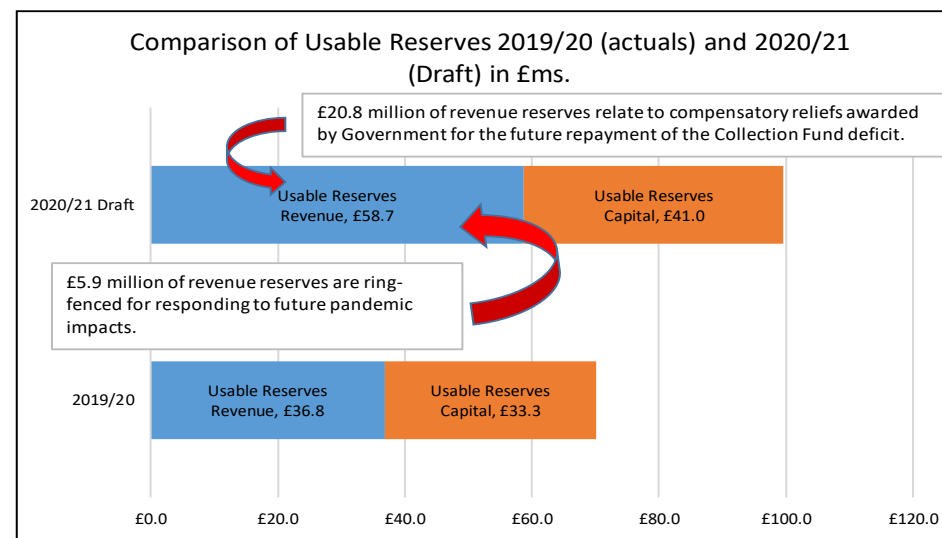 Comparison of Usable Reserves 2019/20 (actuals) and 2020/21
(Draft) in £ms.
£20.8 million of revenue reserves relate to compensatory reliefs awarded
by Government for the future repayment of the Collection Fund deficit.
2020/21 Draft
Usable Reserves
Revenue, £58.7
Usable Reserves
Capital, £41.0
£5.9 million of revenue reserves are ring-
fenced for responding to future pandemic
impacts.
2019/20
Usable Reserves
Revenue, £36.8
Usable Reserves
Capital, £33.3
£0.0 £20.0 £40.0 £60.0 £80.0 £100.0 £120.0